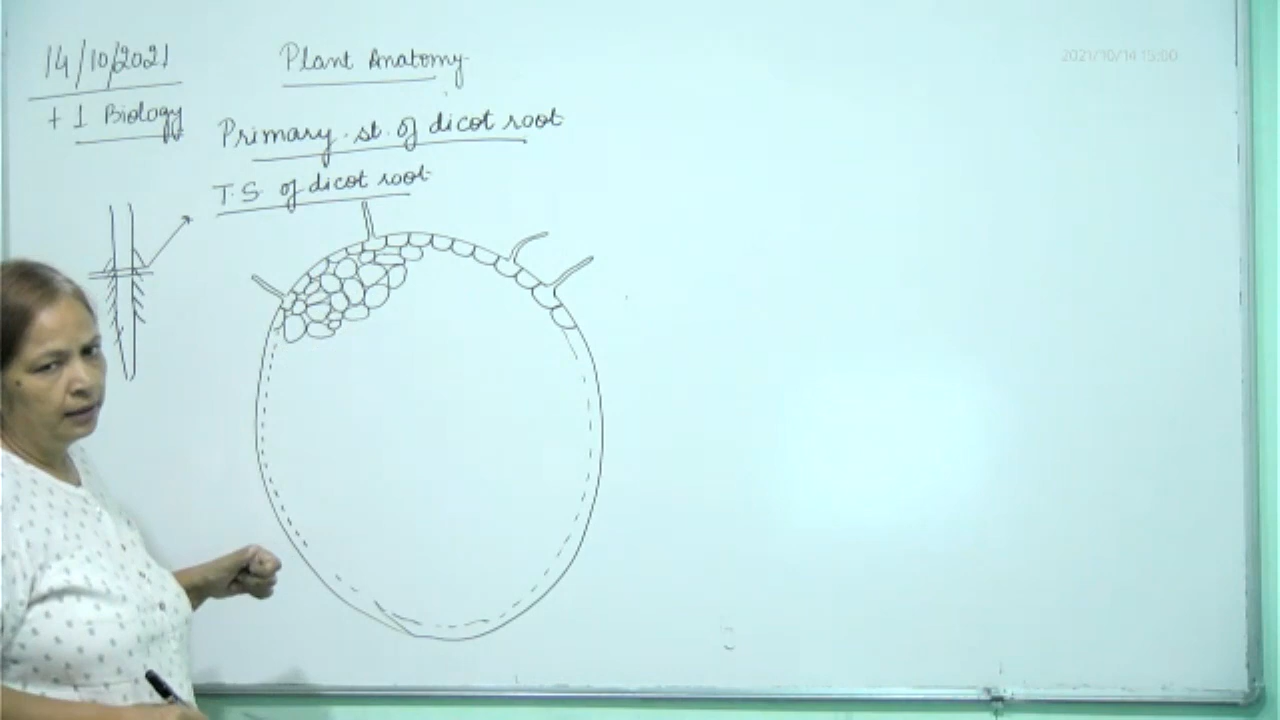 14/10/2021
Plant Anatomy
+1 Biology
Primary st. of dicot root
T.S. of dicot root
2021/10/14 15:00